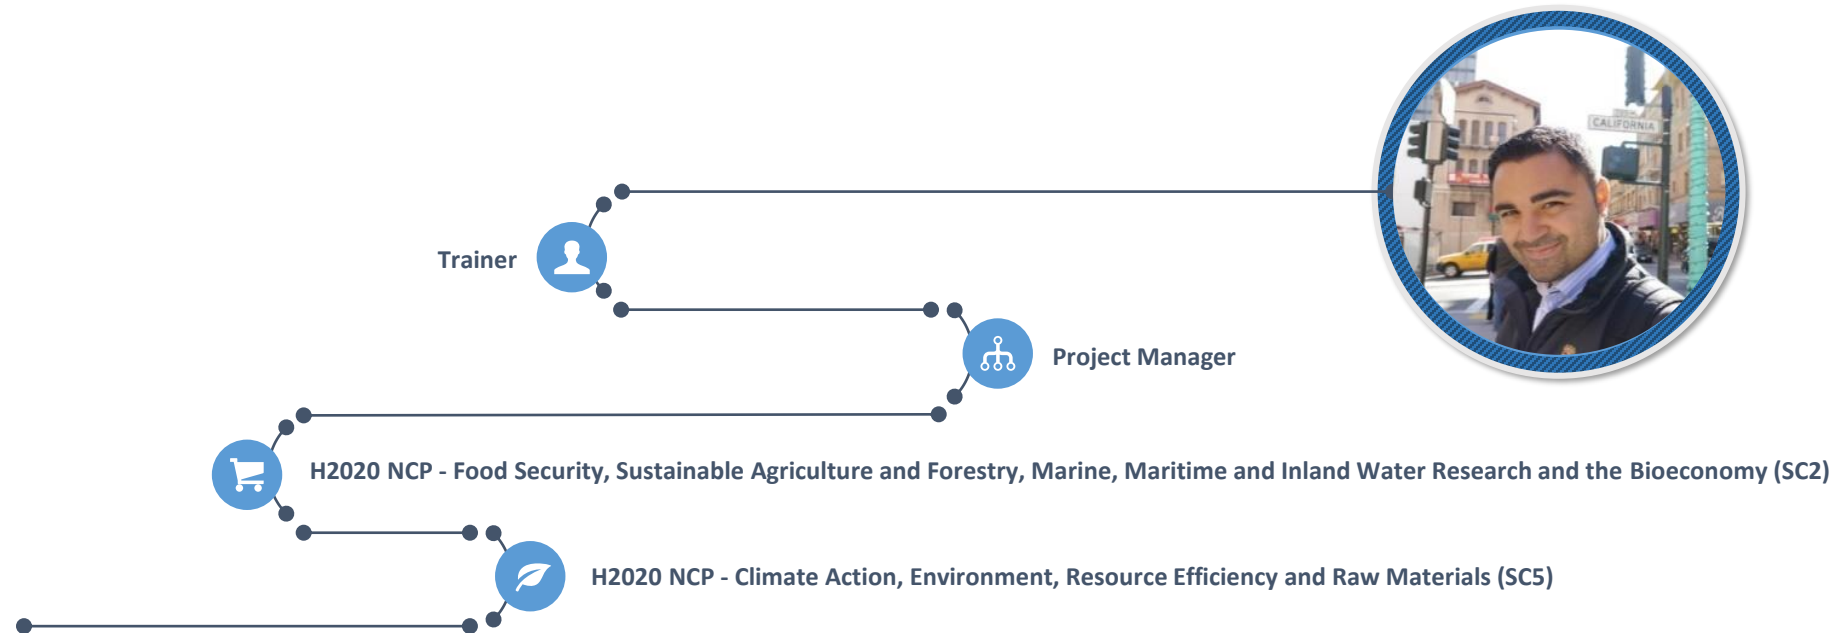 CALIFORNIA
Trainer
Project Manager
H2020 NCP - Food Security, Sustainable Agriculture and Forestry, Marine, Maritime and Inland Water Research and the Bioeconomy (SC2)
H2020 NCP - Climate Action, Environment, Resource Efficiency and Raw Materials (SC5)